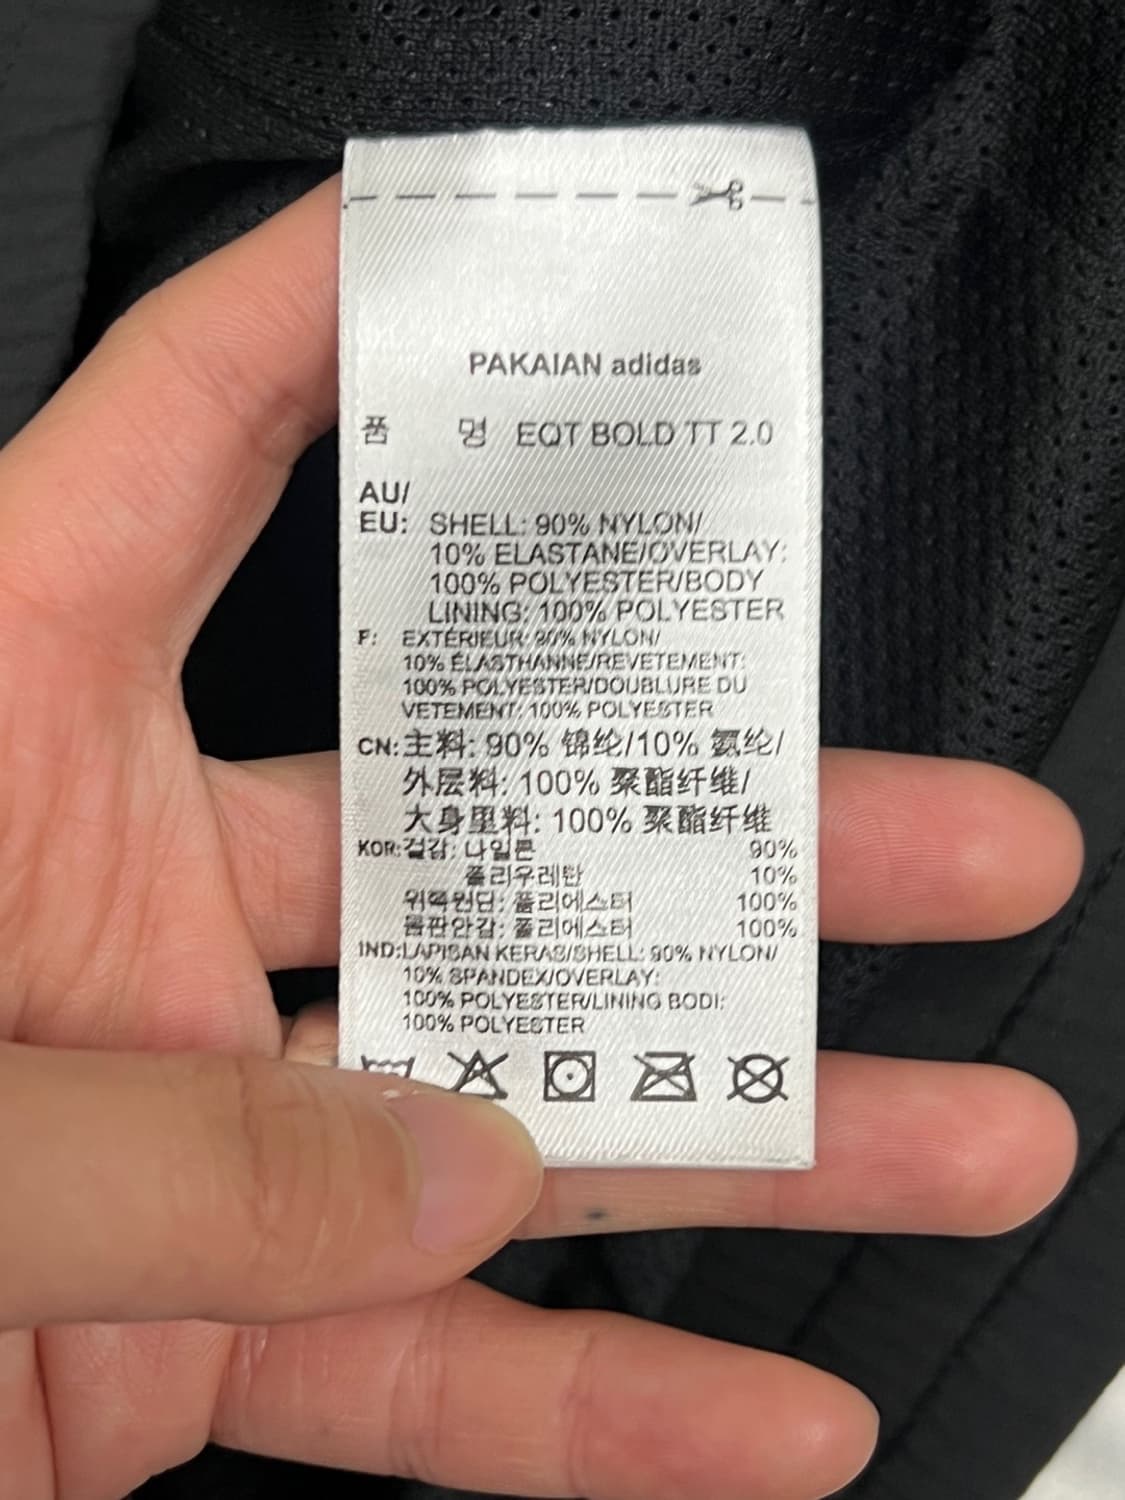 PAKAIAN adidas
품 명 EQT BOLD TT 2.0
AU/
EU: SHELL: 90% NYLON/
10% ELASTANE/OVERLAY:
100% POLYESTER/BODY
LINING: 100% POLYESTER
F: EXTÉRIEUR: 90% NYLON/
10% ÉLASTHANNE/REVETEMENT:
100% POLYESTER/DOUBLURE DU
VETEMENT: 100% POLYESTER
CN: 主料: 90% 锦纶/10% 氨纶/
外层料: 100% 聚酯纤维/
大身里料: 100% 聚酯纤维
KOR: 겉감: 나일론 90%
폴리우레탄 10%
위쪽원단: 폴리에스터 100%
몸판안감: 폴리에스터 100%
IND: LAPISAN KERAS/SHELL: 90% NYLON/
10% SPANDEX/OVERLAY:
100% POLYESTER/LINING BODI:
100% POLYESTER